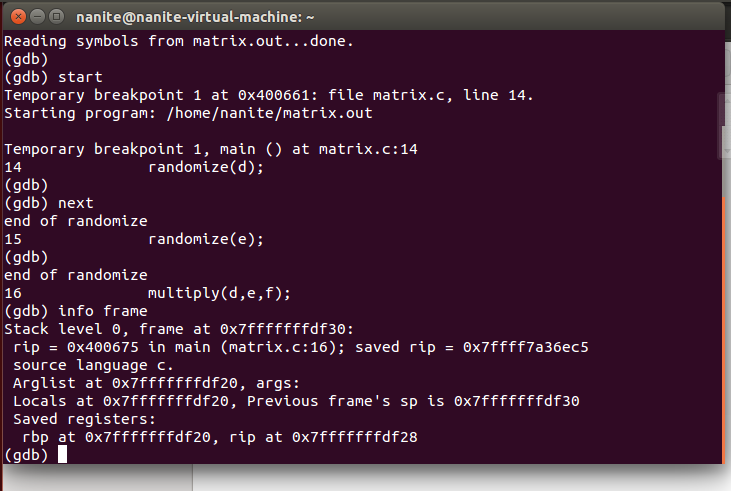 nanite@nanite-virtual-machine: ~
Reading symbols from matrix.out...done.
(gdb)
(gdb) start
Temporary breakpoint 1 at 0x400661: file matrix.c, line 14.
Starting program: /home/nanite/matrix.out
Temporary breakpoint 1, main () at matrix.c:14
14              randomize(d);
(gdb)
(gdb) next
end of randomize
15              randomize(e);
(gdb)
end of randomize
16              multiply(d,e,f);
(gdb) info frame
Stack level 0, frame at 0x7fffffffdf30:
 rip = 0x400675 in main (matrix.c:16); saved rip = 0x7ffff7a36ec5
 source language c.
 Arglist at 0x7fffffffdf20, args:
 Locals at 0x7fffffffdf20, Previous frame's sp is 0x7fffffffdf30
 Saved registers:
  rbp at 0x7fffffffdf20, rip at 0x7fffffffdf28
(gdb)